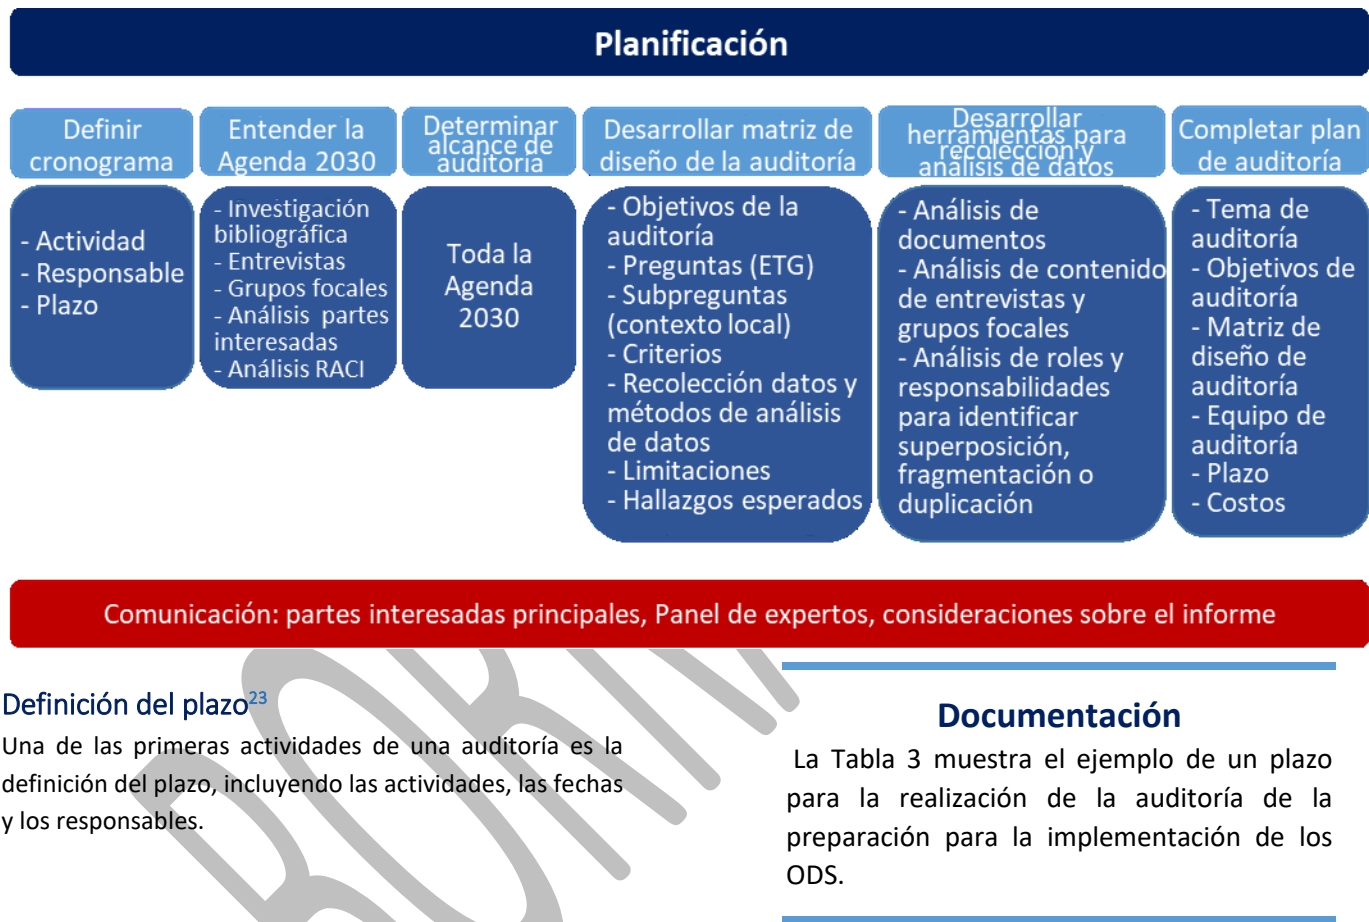 Planificación
Definir
cronograma
- Actividad
- Responsable
- Plazo
Entender la
Agenda 2030
- Investigación
bibliográfica
- Entrevistas
- Grupos focales
- Análisis partes
interesadas
- Análisis RACI
Determinar
alcance de
auditoría
Toda la
Agenda
2030
Desarrollar matriz de
diseño de la auditoría
- Objetivos de la
auditoría
- Preguntas (ETG)
- Subpreguntas
(contexto local)
- Criterios
- Recolección datos y
métodos de análisis
de datos
- Limitaciones
- Hallazgos esperados
Desarrollar
herramientas para
recolección y
análisis de datos
- Análisis de
documentos
- Análisis de contenido
de entrevistas y
grupos focales
- Análisis de roles y
responsabilidades
para identificar
superposición,
fragmentación o
duplicación
Completar plan
de auditoría
- Tema de
auditoría
- Objetivos de
auditoría
- Matriz de
diseño de
auditoría
- Equipo de
auditoría
- Plazo
- Costos
Comunicación: partes interesadas principales, Panel de expertos, consideraciones sobre el informe
Definición del plazo23
Una de las primeras actividades de una auditoría es la
definición del plazo, incluyendo las actividades, las fechas
y los responsables.
Documentación
La Tabla 3 muestra el ejemplo de un plazo
para la realización de la auditoría de la
preparación para la implementación de los
ODS.